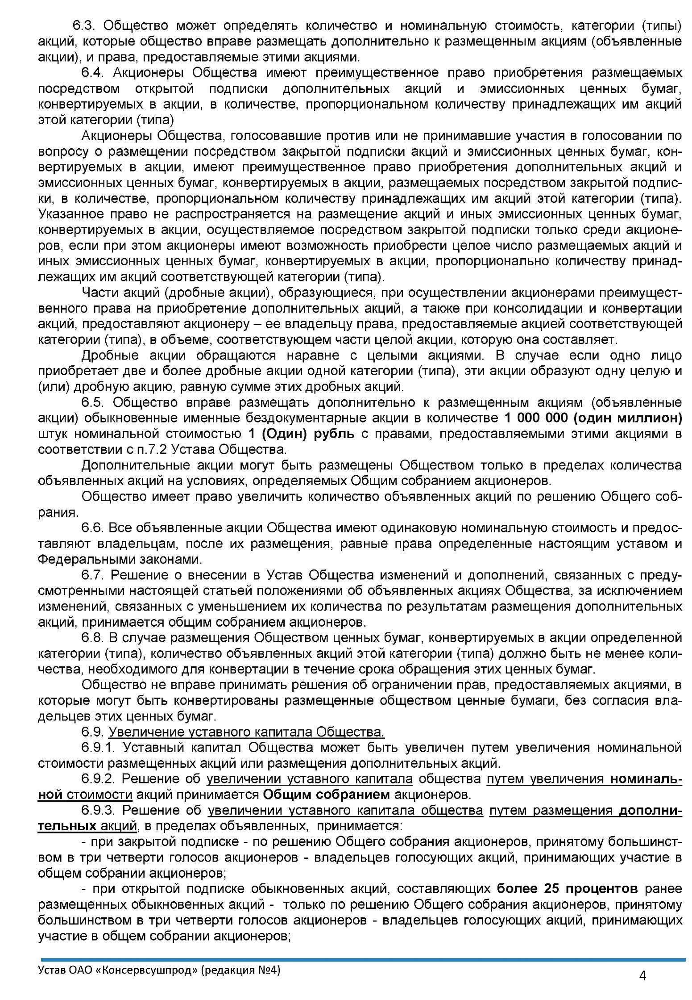 6.3. Общество может определять количество и номинальную стоимость, категории (типы)
акций, которые общество вправе размещать дополнительно к размещенным акциям (объявленные
акции), и права, предоставляемые этими акциями.
6.4. Акционеры Общества имеют преимущественное право приобретения размещаемых
посредством открытой подписки дополнительных акций и эмиссионных ценных бумаг,
конвертируемых в акции, в количестве, пропорциональном количеству принадлежащих им акций
этой категории (типа)
Акционеры Общества, голосовавшие против или не принимавшие участия в голосовании по
вопросу о размещении посредством закрытой подписки акций и эмиссионных ценных бумаг, кон-
вертируемых в акции, имеют преимущественное право приобретения дополнительных акций и
эмиссионных ценных бумаг, конвертируемых в акции, размещаемых посредством закрытой подпис-
ки, в количестве, пропорциональном количеству принадлежащих им акций этой категории (типа).
Указанное право не распространяется на размещение акций и иных эмиссионных ценных бумаг,
конвертируемых в акции, осуществляемое посредством закрытой подписки только среди акционе-
ров, если при этом акционеры имеют возможность приобрести целое число размещаемых акций и
иных эмиссионных ценных бумаг, конвертируемых в акции, пропорционально количеству принад-
лежащих им акций соответствующей категории (типа).
Части акций (дробные акции), образующиеся, при осуществлении акционерами преимущест-
венного права на приобретение дополнительных акций, а также при консолидации и конвертации
акций, предоставляют акционеру – ее владельцу права, предоставляемые акцией соответствующей
категории (типа), в объеме, соответствующем части целой акции, которую она составляет.
Дробные акции обращаются наравне с целыми акциями. В случае если одно лицо
приобретает две и более дробные акции одной категории (типа), эти акции образуют одну целую и
(или) дробную акцию, равную сумме этих дробных акций.
6.5. Общество вправе размещать дополнительно к размещенным акциям (объявленные
акции) обыкновенные именные бездокументарные акции в количестве 1 000 000 (один миллион)
штук номинальной стоимостью 1 (Один) рубль с правами, предоставляемыми этими акциями в
соответствии с п.7.2 Устава Общества.
Дополнительные акции могут быть размещены Обществом только в пределах количества
объявленных акций на условиях, определяемых Общим собранием акционеров.
Общество имеет право увеличить количество объявленных акций по решению Общего соб-
рания.
6.6. Все объявленные акции Общества имеют одинаковую номинальную стоимость и предос-
тавляют владельцам, после их размещения, равные права определенные настоящим уставом и
Федеральными законами.
6.7. Решение о внесении в Устав Общества изменений и дополнений, связанных с преду-
смотренными настоящей статьей положениями об объявленных акциях Общества, за исключением
изменений, связанных с уменьшением их количества по результатам размещения дополнительных
акций, принимается общим собранием акционеров.
6.8. В случае размещения Обществом ценных бумаг, конвертируемых в акции определенной
категории (типа), количество объявленных акций этой категории (типа) должно быть не менее коли-
чества, необходимого для конвертации в течение срока обращения этих ценных бумаг.
Общество не вправе принимать решения об ограничении прав, предоставляемых акциями, в
которые могут быть конвертированы размещенные обществом ценные бумаги, без согласия вла-
дельцев этих ценных бумаг.
6.9. Увеличение уставного капитала Общества.
6.9.1. Уставный капитал Общества может быть увеличен путем увеличения номинальной
стоимости размещенных акций или размещения дополнительных акций.
6.9.2. Решение об увеличении уставного капитала общества путем увеличения номиналь-
ной стоимости акций принимается Общим собранием акционеров.
6.9.3. Решение об увеличении уставного капитала общества путем размещения дополни-
тельных акций, в пределах объявленных, принимается:
- при закрытой подписке - по решению Общего собрания акционеров, принятому большинст-
вом в три четверти голосов акционеров - владельцев голосующих акций, принимающих участие в
общем собрании акционеров;
- при открытой подписке обыкновенных акций, составляющих более 25 процентов ранее
размещенных обыкновенных акций - только по решению Общего собрания акционеров, принятому
большинством в три четверти голосов акционеров - владельцев голосующих акций, принимающих
участие в общем собрании акционеров;
Устав ОАО «Консервсушпрод» (редакция №4)
4